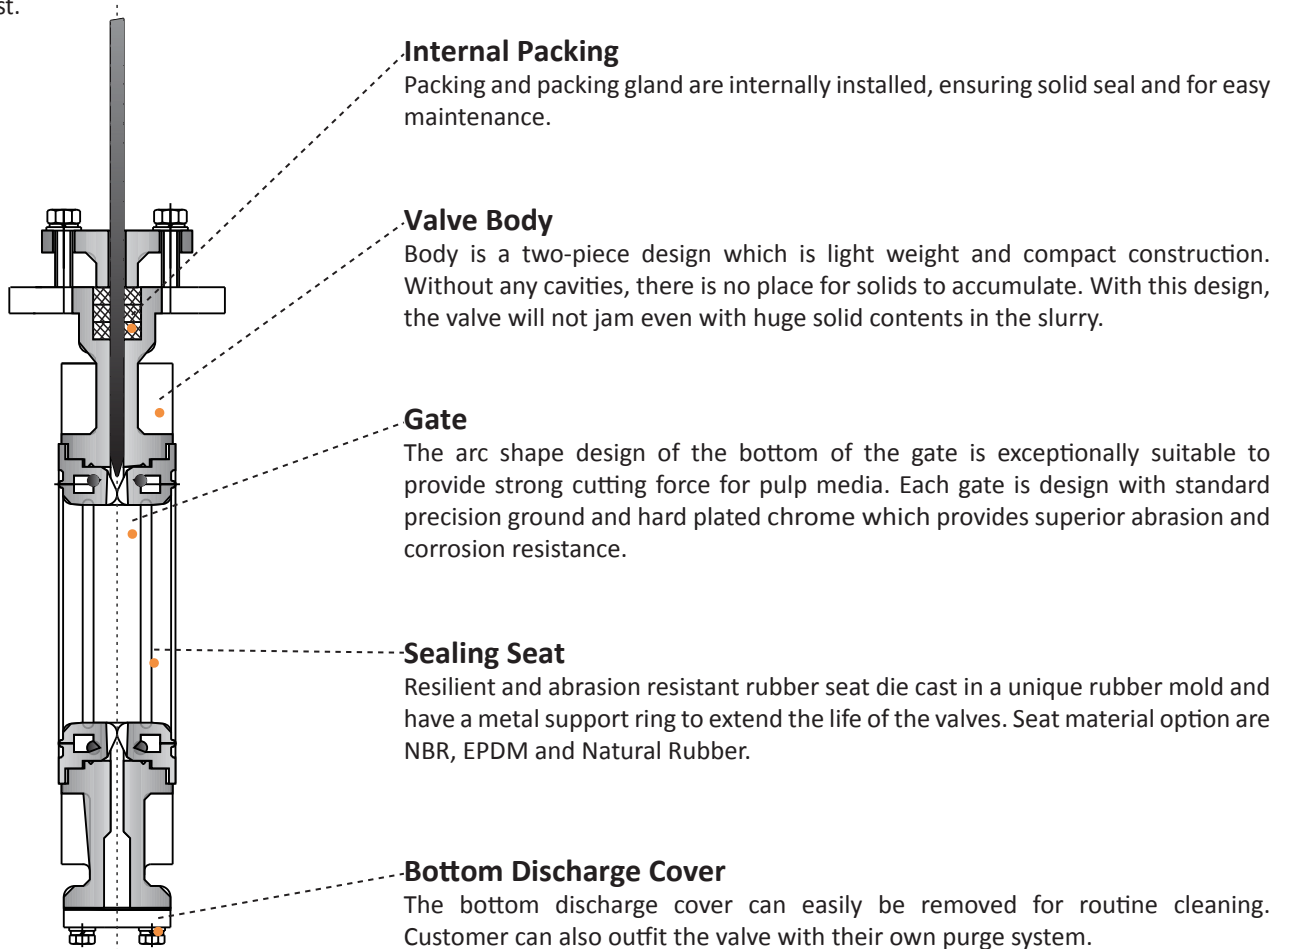 st.
Internal Packing
Packing and packing gland are internally installed, ensuring solid seal and for easy
maintenance.
Valve Body
Body is a two-piece design which is light weight and compact construction.
Without any cavities, there is no place for solids to accumulate. With this design,
the valve will not jam even with huge solid contents in the slurry.
Gate
The arc shape design of the bottom of the gate is exceptionally suitable to
provide strong cutting force for pulp media. Each gate is design with standard
precision ground and hard plated chrome which provides superior abrasion and
corrosion resistance.
Sealing Seat
Resilient and abrasion resistant rubber seat die cast in a unique rubber mold and
have a metal support ring to extend the life of the valves. Seat material option are
NBR, EPDM and Natural Rubber.
Bottom Discharge Cover
The bottom discharge cover can easily be removed for routine cleaning.
Customer can also outfit the valve with their own purge system.